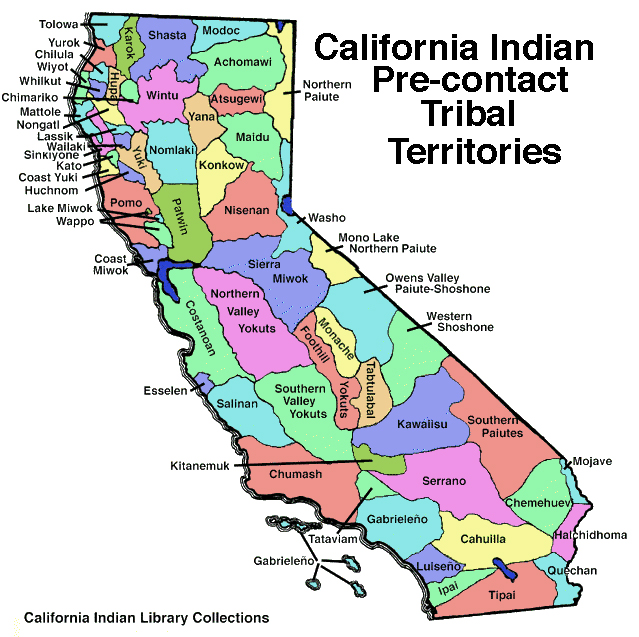 California Indian
Pre-contact
Tribal
Territories
Tolowa
Yurok
Chilula
Wiyot
Whilkut
Chimariko
Mattole
Nongatl
Lassik
Wailaki
Sinkiyone
Kato
Coast Yuki
Huchnom
Lake Miwok
Wappo
Coast
Miwok
Karok
Shasta
Modoc
Achomawi
Hupa
Wintu
Atsugewi
Northern
Paiute
Yana
Maidu
Yuki
Nomlaki
Konkow
Pomo
Patwin
Nisenan
Washo
Mono Lake
Northern Paiute
Sierra
Miwok
Owens Valley
Paiute-Shoshone
Northern
Valley
Yokuts
Western
Shoshone
Costanoan
Foothill
Yokuts
Monache
Tabtulabal
Esselen
Salinan
Southern
Valley
Yokuts
Kawaiisu
Southern
Paiutes
Kitanemuk
Chumash
Serrano
Mojave
Chemehuevi
Tataviam
Gabrieleño
Halchidhoma
Cahuilla
Gabrieleño
Luiseño
Quechan
Ipai
Tipai
California Indian Library Collections